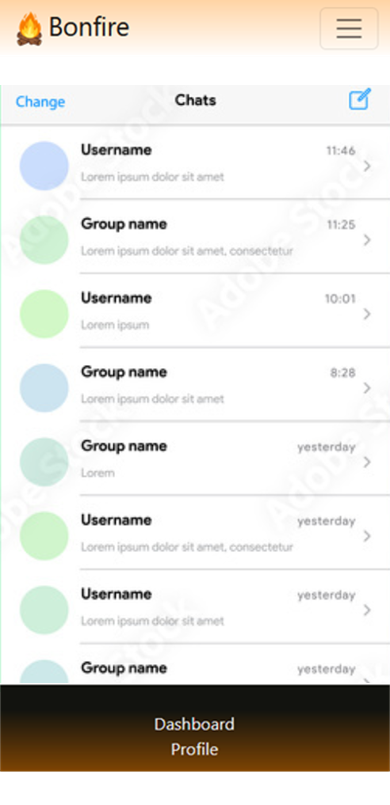 Bonfire
Change Chats
Username 11:46
Lorem ipsum dolor sit amet
Group name 11:25
Lorem ipsum dolor sit amet, consectetur
Username 10:01
Lorem ipsum
Group name 8:28
Lorem ipsum dolor sit amet
Group name yesterday
Lorem
Username yesterday
Lorem ipsum dolor sit amet, consectetur
Username yesterday
Lorem ipsum dolor sit amet
Group name yesterday
Adobe Stock
Dashboard
Profile